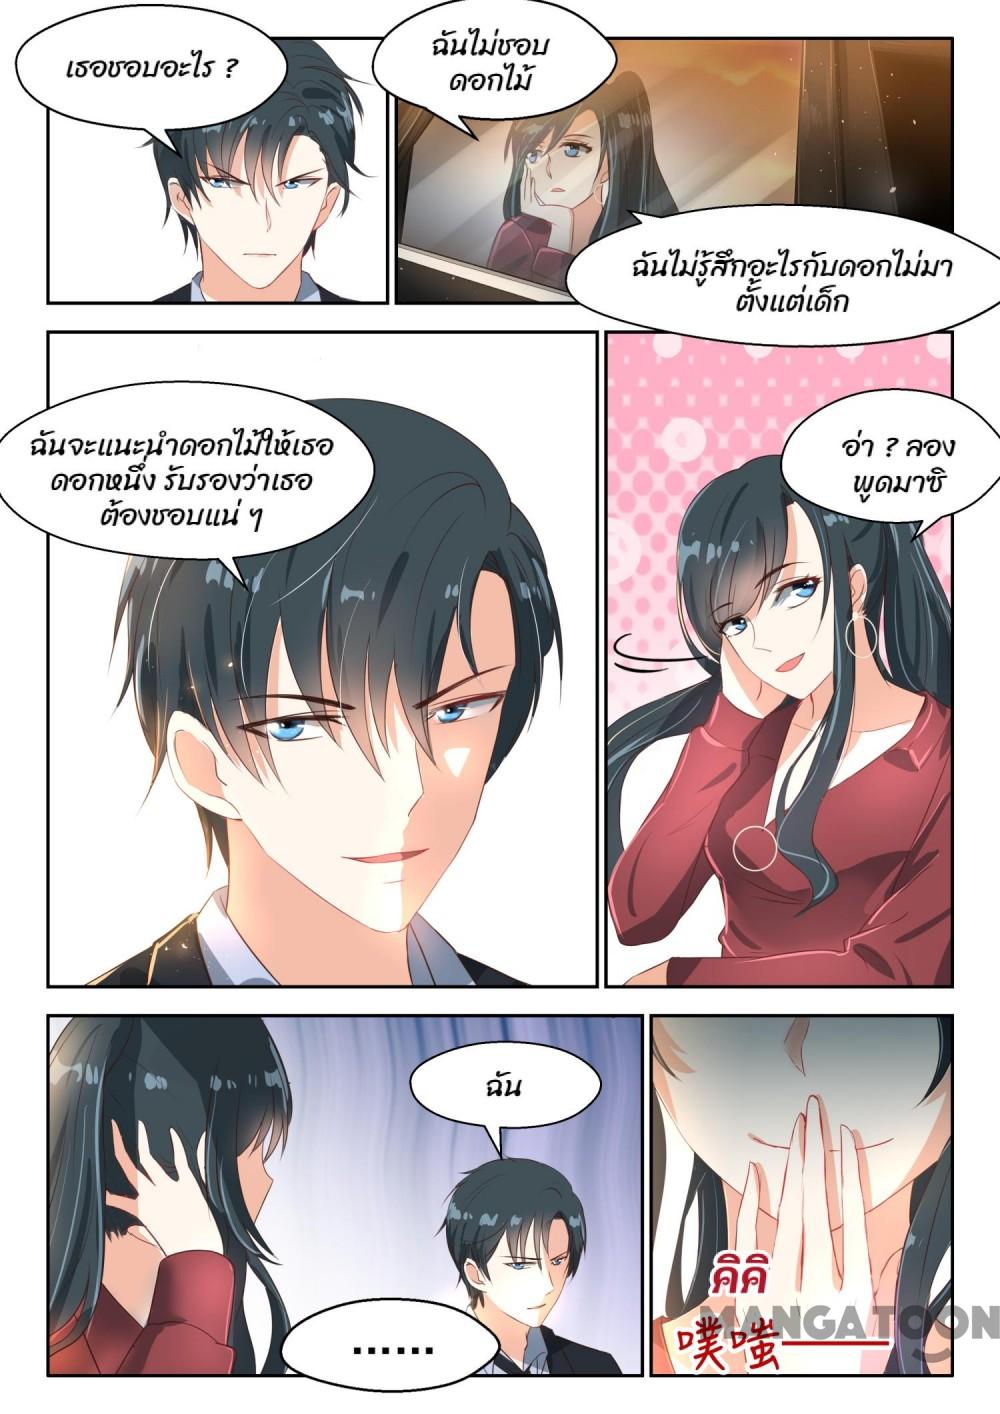 เธอชอบอะไร ?
ฉันไม่ชอบ
ดอกไม้
ฉันไม่รู้สึกอะไรกับดอกไม่มา
ตั้งแต่เด็ก
ฉันจะแนะนำดอกไม้ให้เธอ
ดอกหนึ่ง รับรองว่าเธอ
ต้องชอบแน่ ๆ
อ่า ? ลอง
พูดมาซิ
ฉัน
......
คิคิ
噗嗤——
MANGATOON